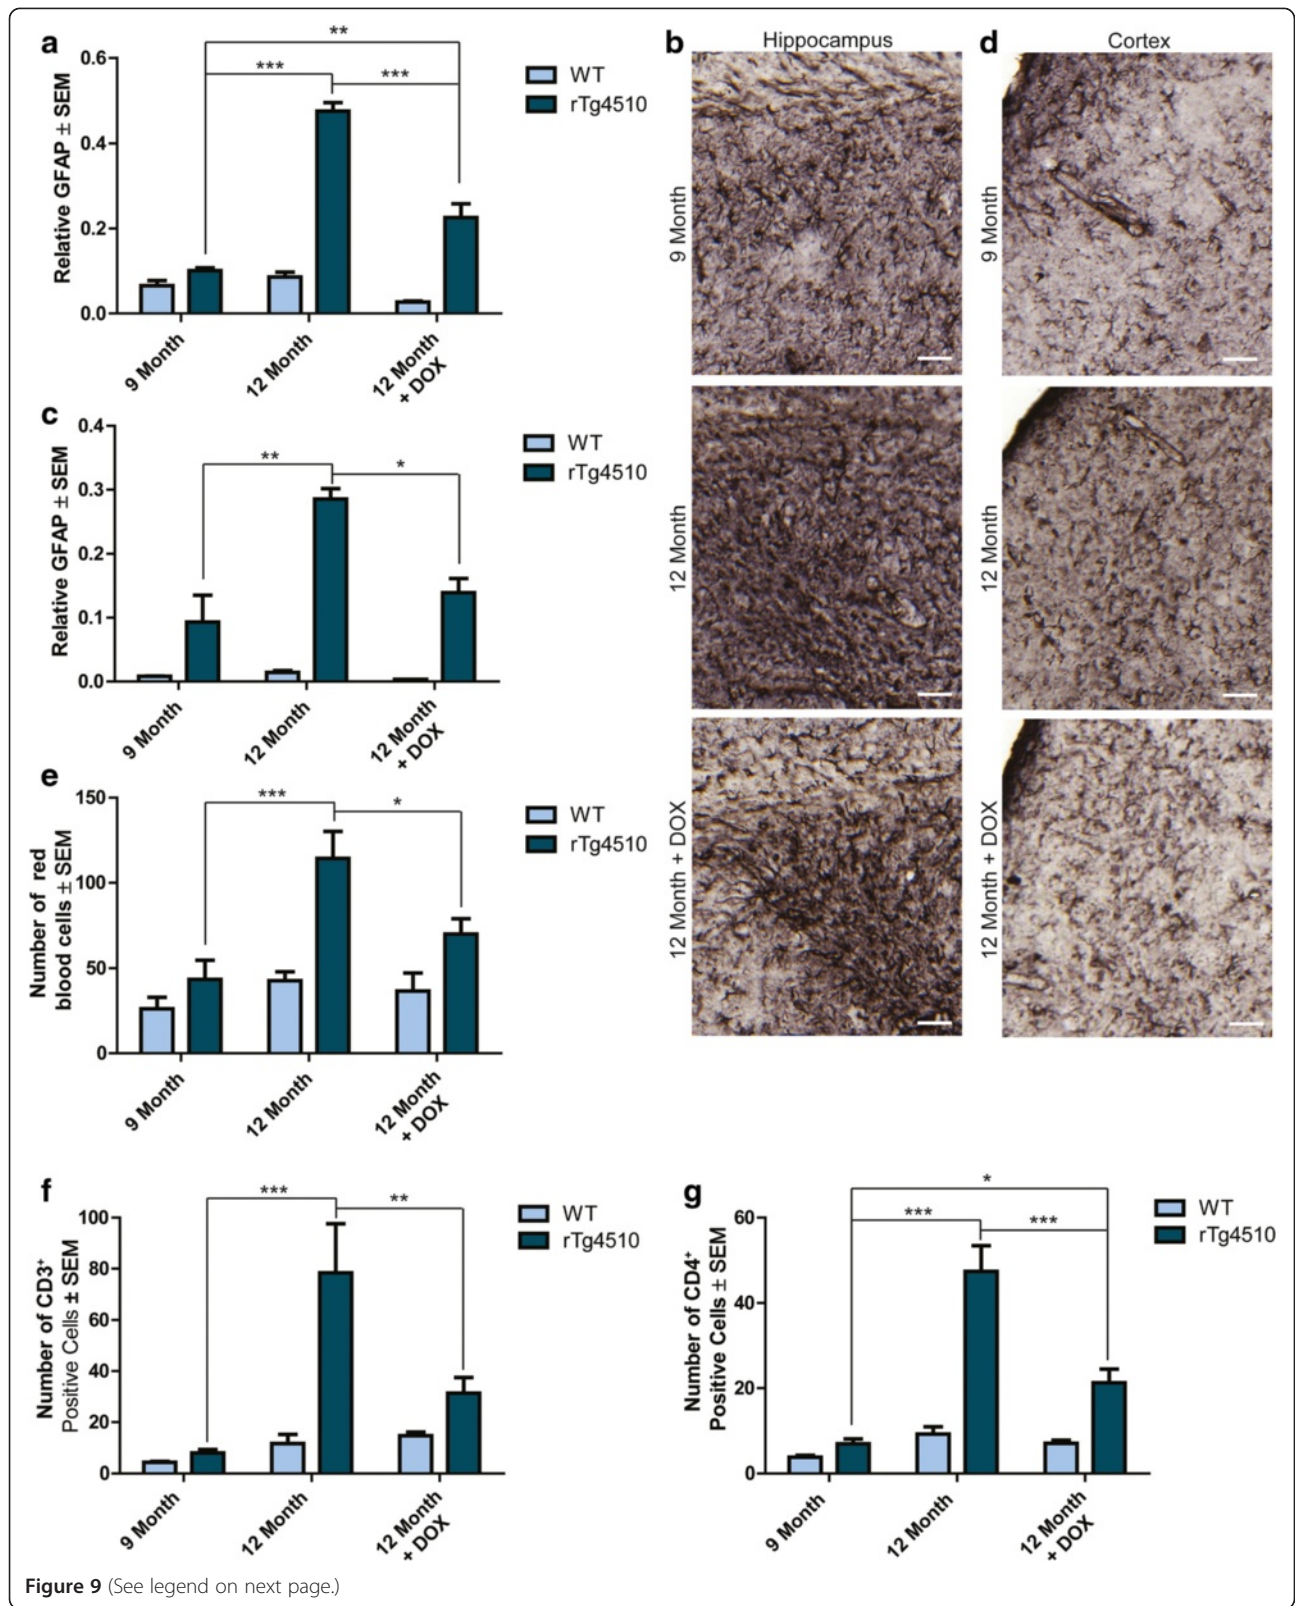 a
**
***
***
0.6
0.4
0.2
0.0
Relative GFAP ± SEM
WT
rTg4510
9 Month
12 Month
12 Month
+ DOX
b
Hippocampus
9 Month
12 Month
12 Month + DOX
d
Cortex
9 Month
12 Month
12 Month + DOX
c
**
*
0.4
0.3
0.2
0.1
0.0
Relative GFAP ± SEM
WT
rTg4510
9 Month
12 Month
12 Month
+ DOX
e
***
*
150
100
50
0
Number of red
blood cells ± SEM
WT
rTg4510
9 Month
12 Month
12 Month
+ DOX
f
***
**
100
80
60
40
20
0
Number of CD3⁺
Positive Cells ± SEM
WT
rTg4510
9 Month
12 Month
12 Month
+ DOX
g
*
***
***
60
40
20
0
Number of CD4⁺
Positive Cells ± SEM
WT
rTg4510
9 Month
12 Month
12 Month
+ DOX
Figure 9 (See legend on next page.)